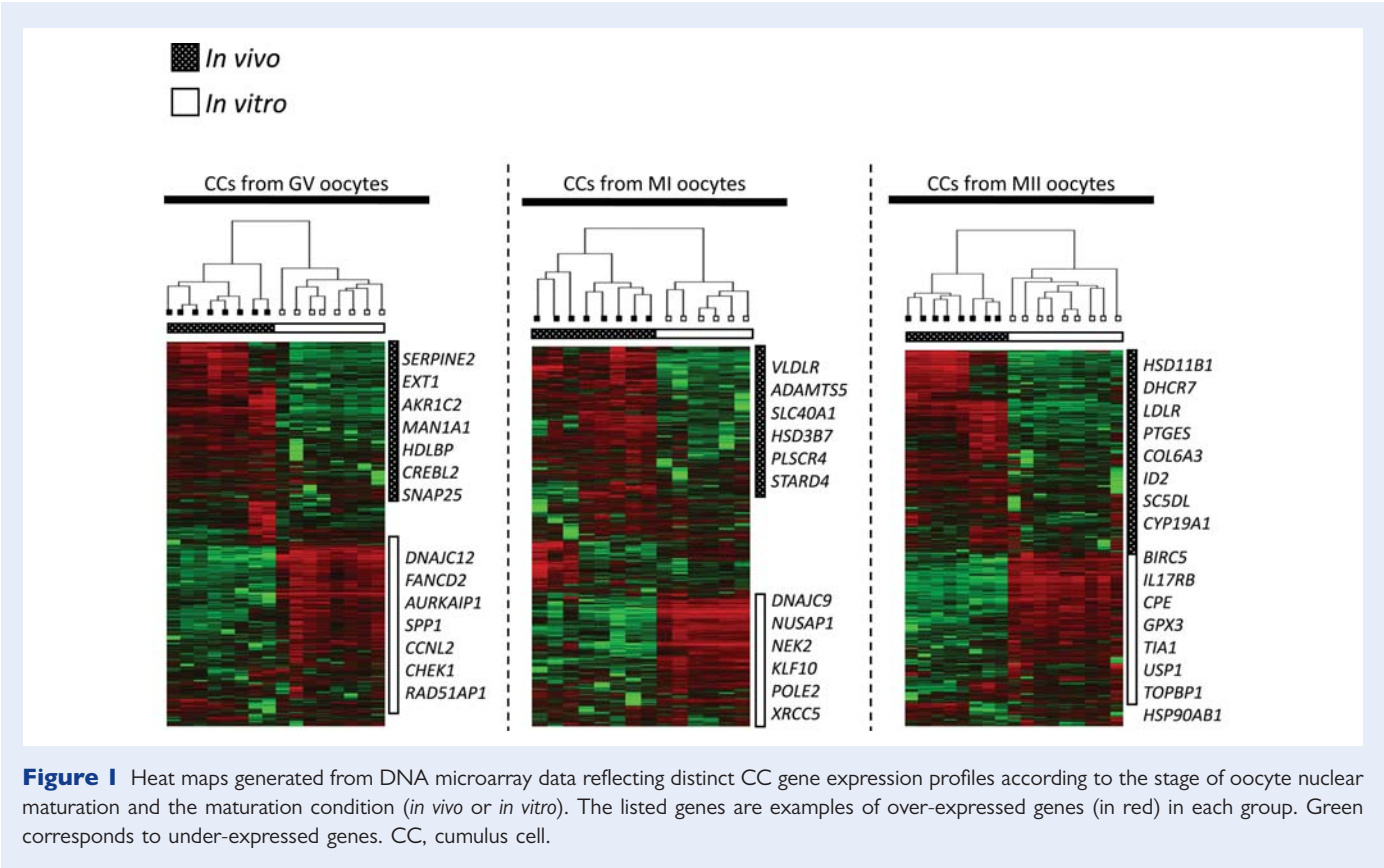 In vivo
In vitro
CCs from GV oocytes
SERPINE2
EXT1
AKR1C2
MAN1A1
HDLBP
CREBL2
SNAP25
DNAJC12
FANCD2
AURKAIP1
SPP1
CCNL2
CHEK1
RAD51AP1
CCs from MI oocytes
VLDLR
ADAMTS5
SLC40A1
HSD3B7
PLSCR4
STARD4
DNAJC9
NUSAP1
NEK2
KLF10
POLE2
XRCC5
CCs from MII oocytes
HSD11B1
DHCR7
LDLR
PTGES
COL6A3
ID2
SC5DL
CYP19A1
BIRC5
IL17RB
CPE
GPX3
TIA1
USP1
TOPBP1
HSP90AB1
Figure 1 Heat maps generated from DNA microarray data reflecting distinct CC gene expression profiles according to the stage of oocyte nuclear
maturation and the maturation condition (in vivo or in vitro). The listed genes are examples of over-expressed genes (in red) in each group. Green
corresponds to under-expressed genes. CC, cumulus cell.